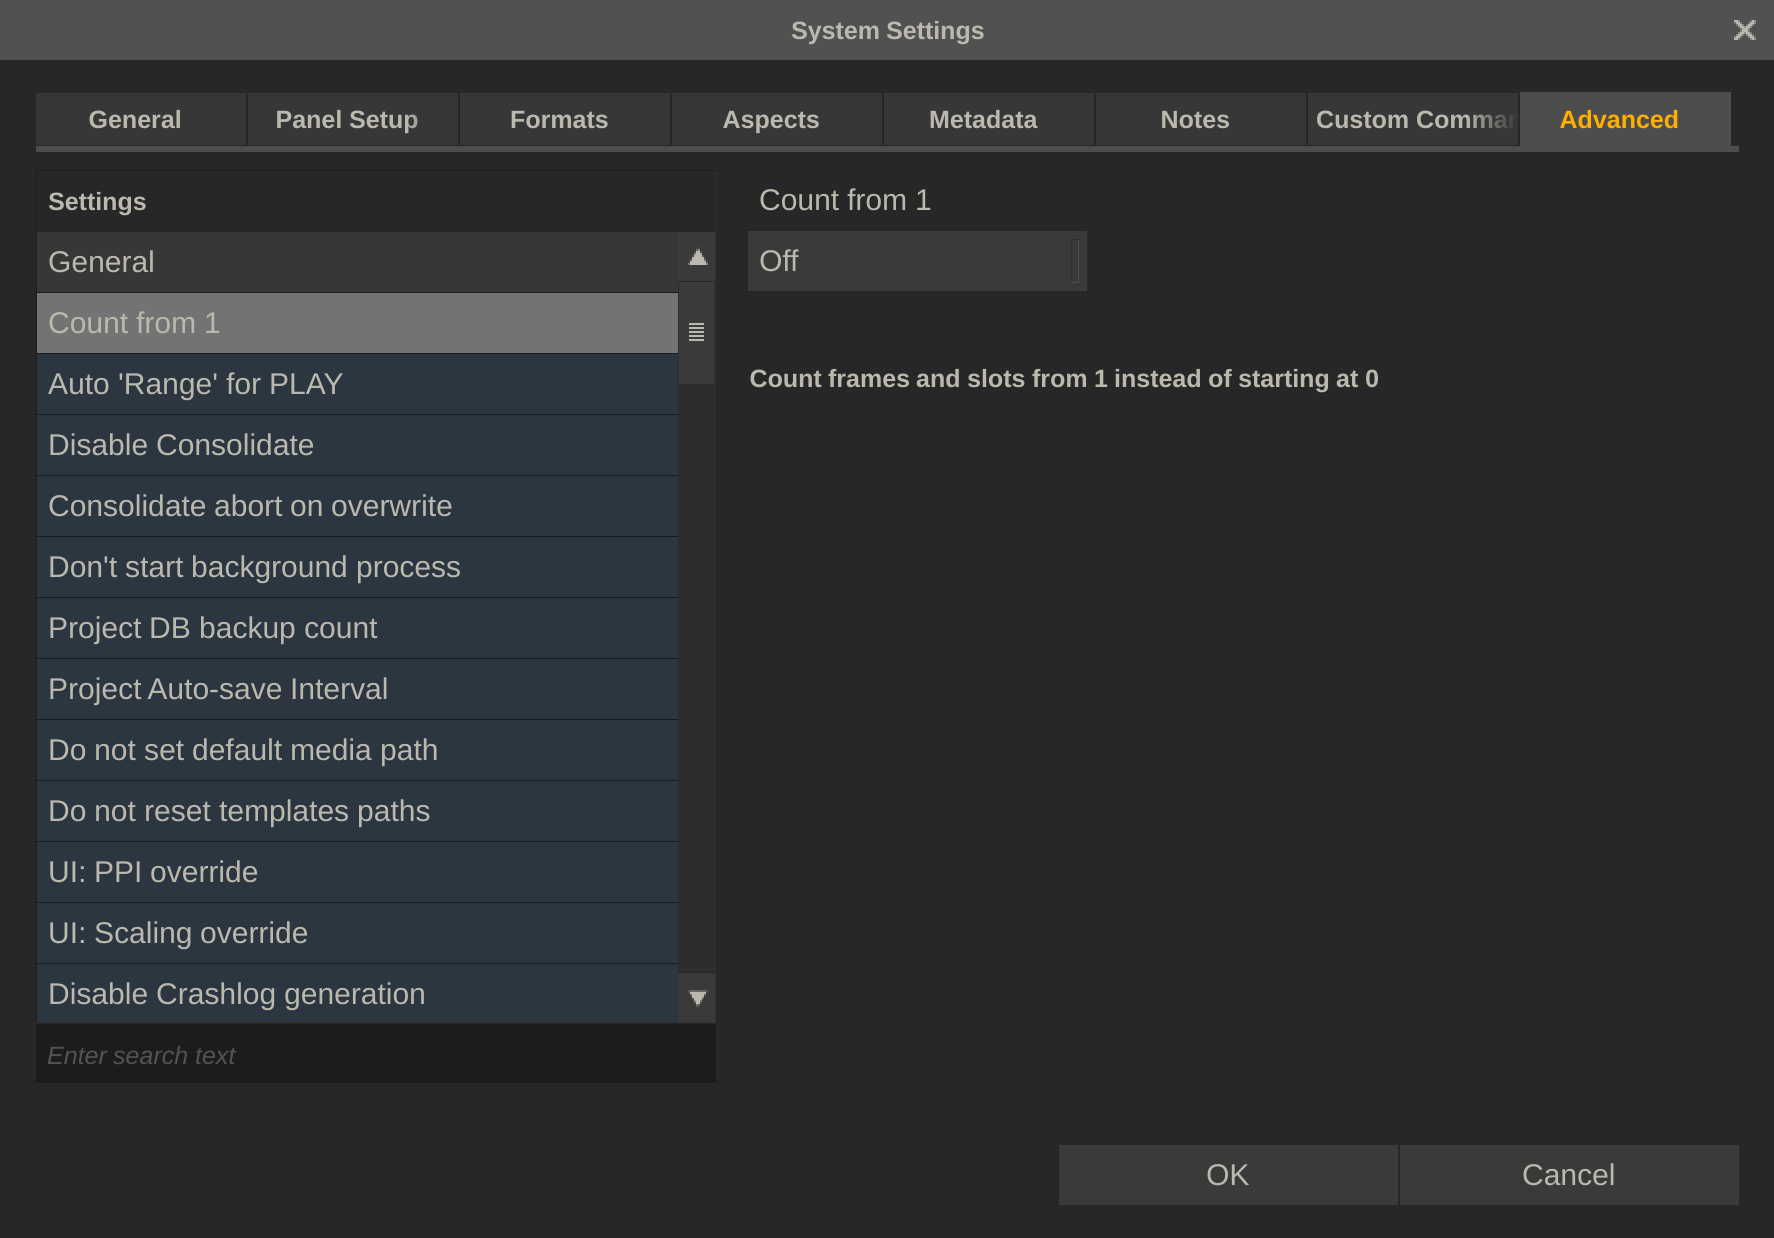 System Settings
General
Panel Setup
Formats
Aspects
Metadata
Notes
Custom Commar
Advanced
Settings
General
Count from 1
Auto 'Range' for PLAY
Disable Consolidate
Consolidate abort on overwrite
Don't start background process
Project DB backup count
Project Auto-save Interval
Do not set default media path
Do not reset templates paths
UI: PPI override
UI: Scaling override
Disable Crashlog generation
Enter search text
Count from 1
Off
Count frames and slots from 1 instead of starting at 0
OK
Cancel